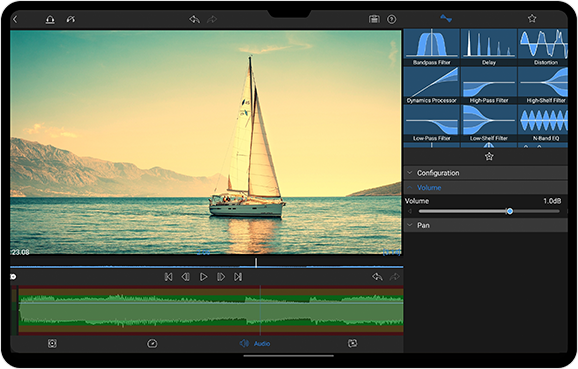 Bandpass Filter Delay Distortion
Dynamics Processor High-Pass Filter High-Shelf Filter
Low-Pass Filter Low-Shelf Filter N-Band EQ
Configuration
Volume
Volume 1.0dB
Pan
:23.08
Audio